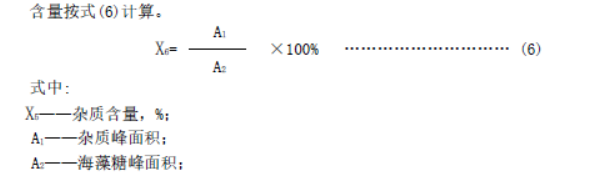 含量按式(6)计算。
A₁
X₆= ×100% ………………………… (6)
A₂
式中:
X₆——杂质含量，%;
A₁——杂质峰面积;
A₂——海藻糖峰面积;